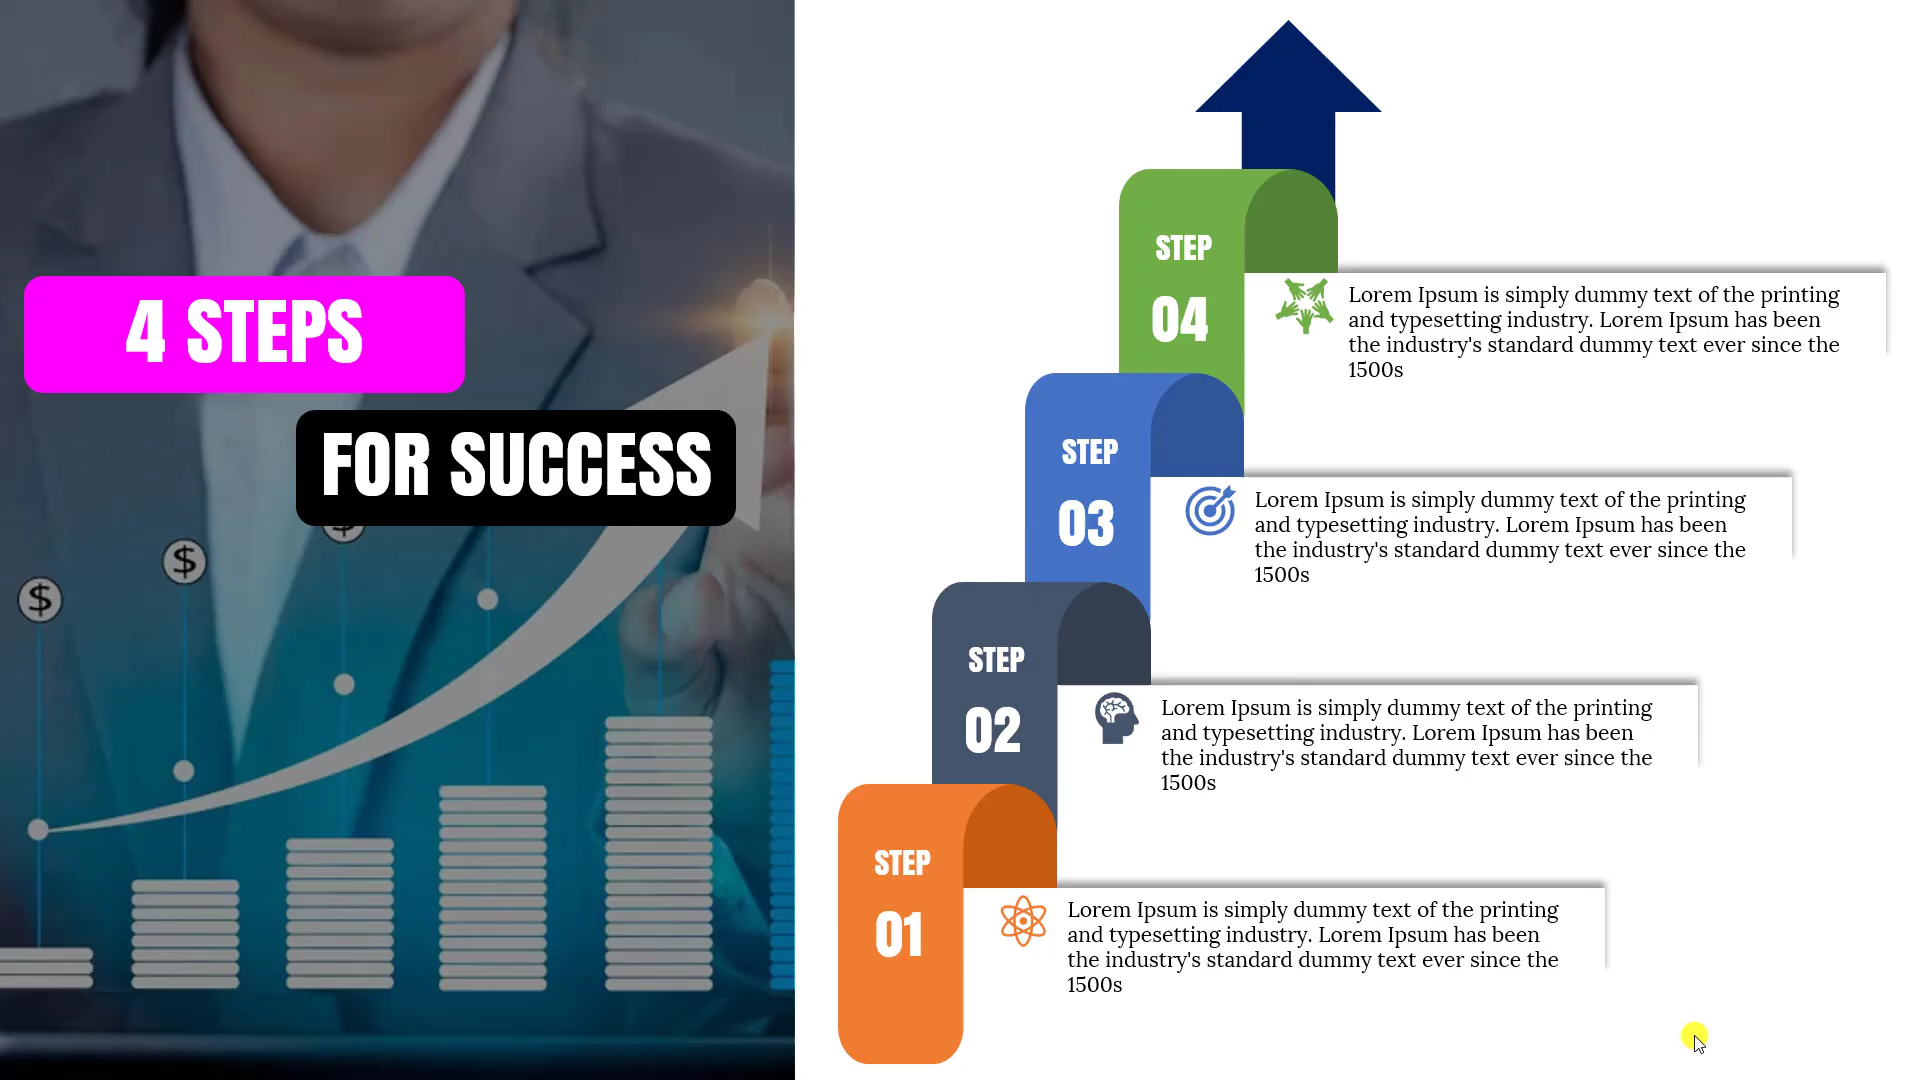 4 STEPS
FOR SUCCESS
$
$
$
STEP
04
Lorem Ipsum is simply dummy text of the printing
and typesetting industry. Lorem Ipsum has been
the industry's standard dummy text ever since the
1500s
STEP
03
Lorem Ipsum is simply dummy text of the printing
and typesetting industry. Lorem Ipsum has been
the industry's standard dummy text ever since the
1500s
STEP
02
Lorem Ipsum is simply dummy text of the printing
and typesetting industry. Lorem Ipsum has been
the industry's standard dummy text ever since the
1500s
STEP
01
Lorem Ipsum is simply dummy text of the printing
and typesetting industry. Lorem Ipsum has been
the industry's standard dummy text ever since the
1500s